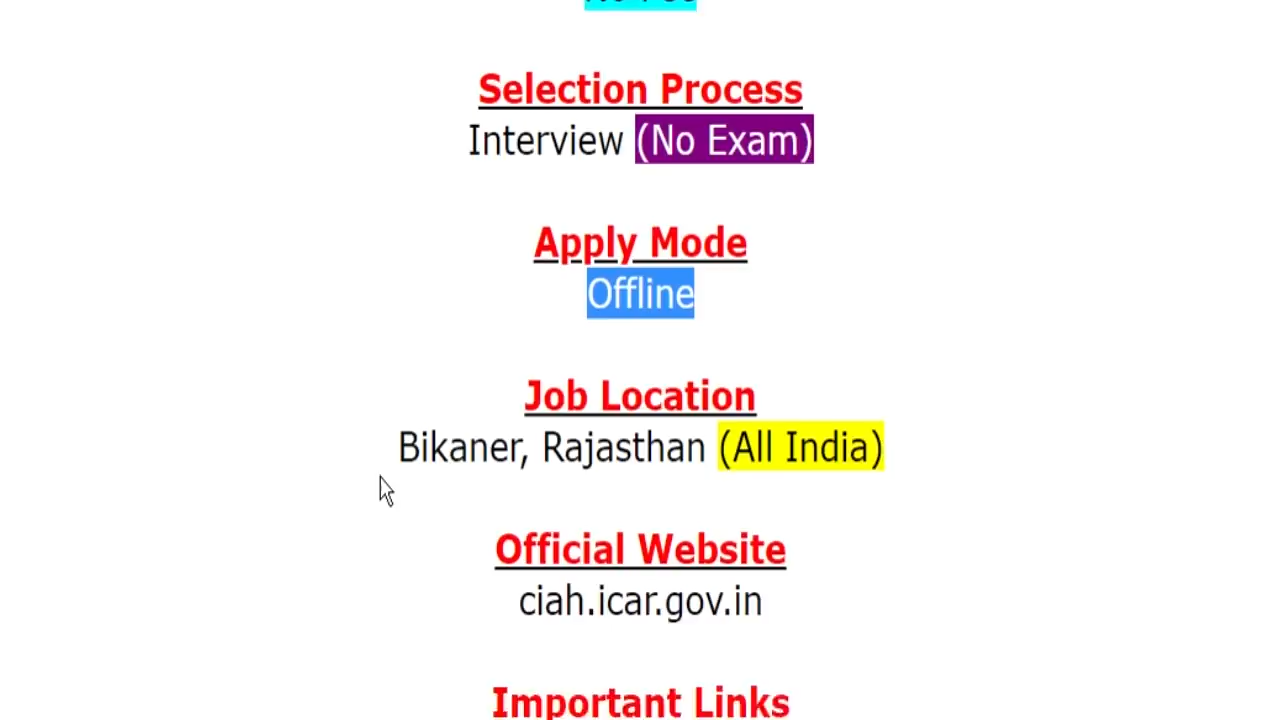 Selection Process
Interview (No Exam)
Apply Mode
Offline
Job Location
Bikaner, Rajasthan (All India)
Official Website
ciah.icar.gov.in
Important Links